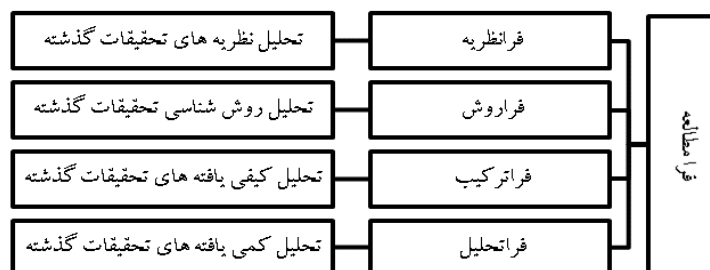 فرامطالعه
فرانظریه
تحلیل نظریه های تحقیقات گذشته
فراروش
تحلیل روش شناسی تحقیقات گذشته
فراترکیب
تحلیل کیفی یافته های تحقیقات گذشته
فراتحلیل
تحلیل کمی یافته های تحقیقات گذشته